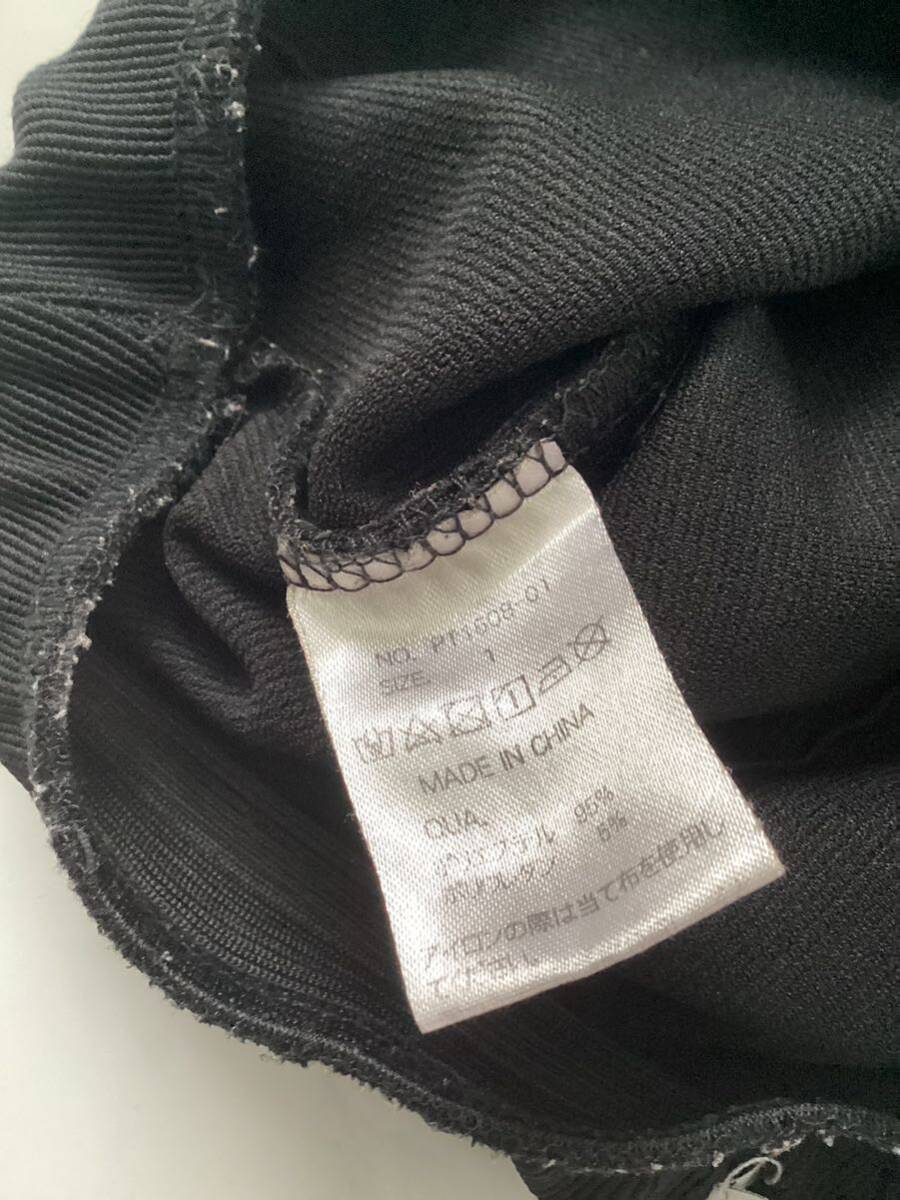 NO. PT1608-01
SIZE. 1
MADE IN CHINA
QUA.
ポリエステル 95%
ポリウレタン 5%
アイロンの際は当て布を使用し
てください。